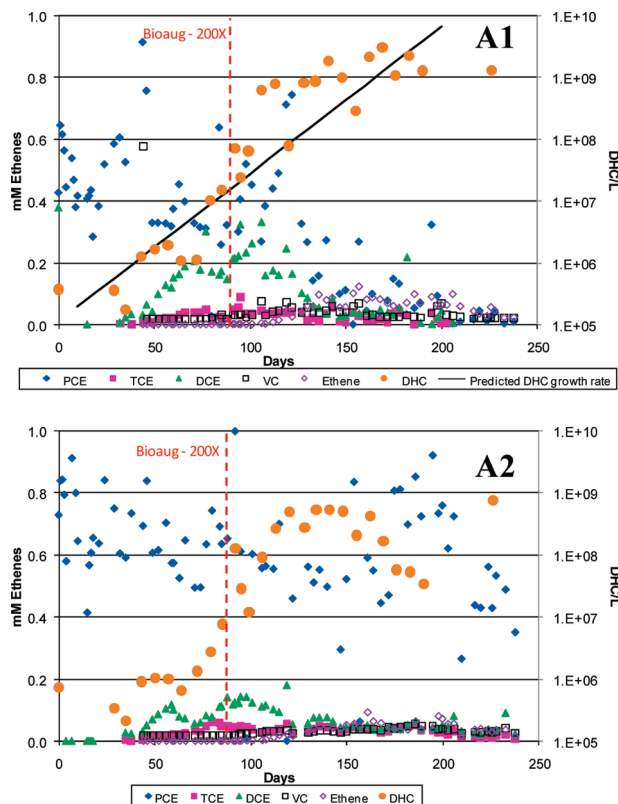 A1
Bioaug - 200X
1.0
0.8
0.6
0.4
0.2
0.0
mM Ethenes
1.E+10
1.E+09
1.E+08
1.E+07
1.E+06
1.E+05
DHC/L
0 50 100 150 200 250
Days
PCE TCE DCE VC Ethene DHC Predicted DHC growth rate
A2
Bioaug - 200X
1.0
0.8
0.6
0.4
0.2
0.0
mM Ethenes
1.E+10
1.E+09
1.E+08
1.E+07
1.E+06
1.E+05
DHC/L
0 50 100 150 200 250
Days
PCE TCE DCE VC Ethene DHC